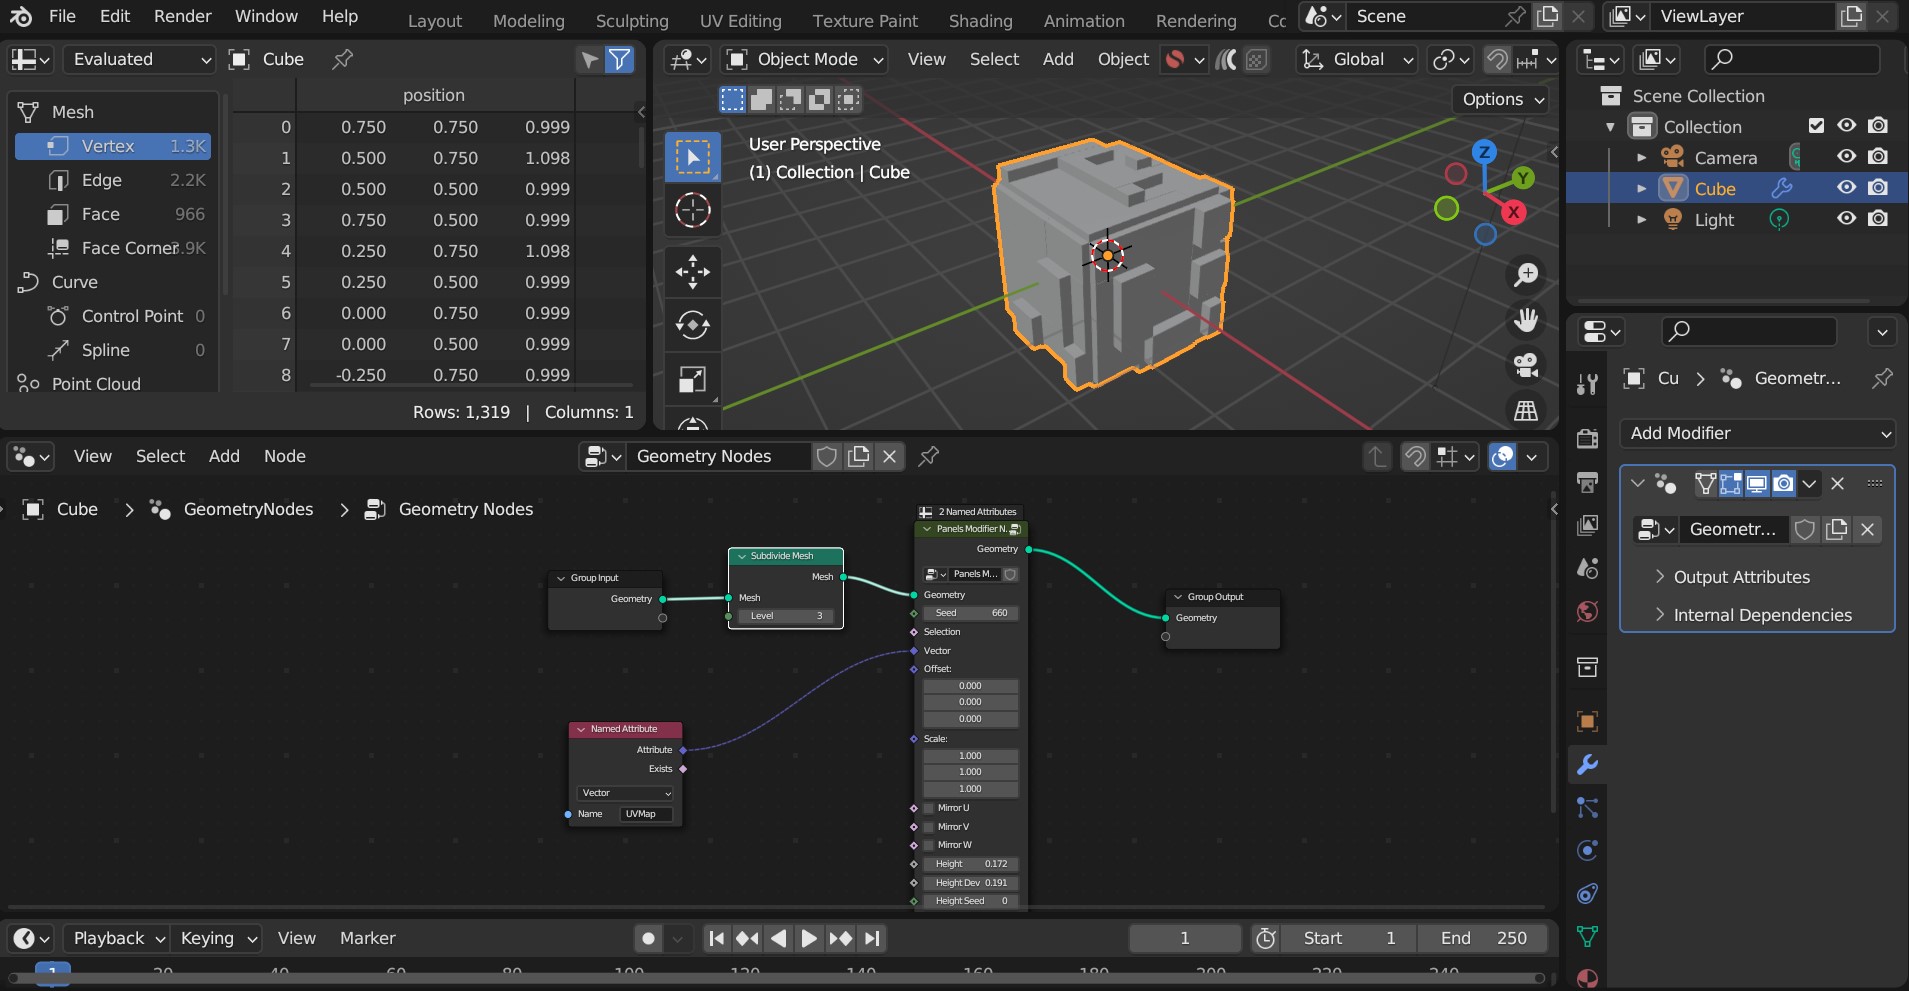 File Edit Render Window Help Layout Modeling Sculpting UV Editing Texture Paint Shading Animation Rendering Scene ViewLayer
Evaluated Cube
position
Mesh
Vertex 1.3K
Edge 2.2K
Face 966
Face Corner 3.9K
Curve
Control Point 0
Spline 0
Point Cloud
0 0.750 0.750 0.999
1 0.500 0.750 1.098
2 0.500 0.500 0.999
3 0.750 0.500 0.999
4 0.250 0.750 1.098
5 0.250 0.500 0.999
6 0.000 0.750 0.999
7 0.000 0.500 0.999
8 -0.250 0.750 0.999
Rows: 1,319 | Columns: 1
Object Mode View Select Add Object Global
Options
User Perspective
(1) Collection | Cube
Z
Y
X
Scene Collection
Collection
Camera
Cube
Light
Cu > Geometr...
Add Modifier
Geometr...
Output Attributes
Internal Dependencies
View Select Add Node Geometry Nodes
Cube > GeometryNodes > Geometry Nodes
Group Input
Geometry
Subdivide Mesh
Mesh
Mesh
Level 3
Named Attribute
Attribute
Exists
Vector
Name UVMap
2 Named Attributes
Panels Modifier N.
Geometry
Panels M...
Geometry
Seed 660
Selection
Vector
Offset:
0.000
0.000
0.000
Scale:
1.000
1.000
1.000
Mirror U
Mirror V
Mirror W
Height 0.172
Height Dev 0.191
Height Seed 0
Group Output
Geometry
Playback Keying View Marker 1 Start 1 End 250
1 20 40 60 80 100 120 140 160 180 200 220 240